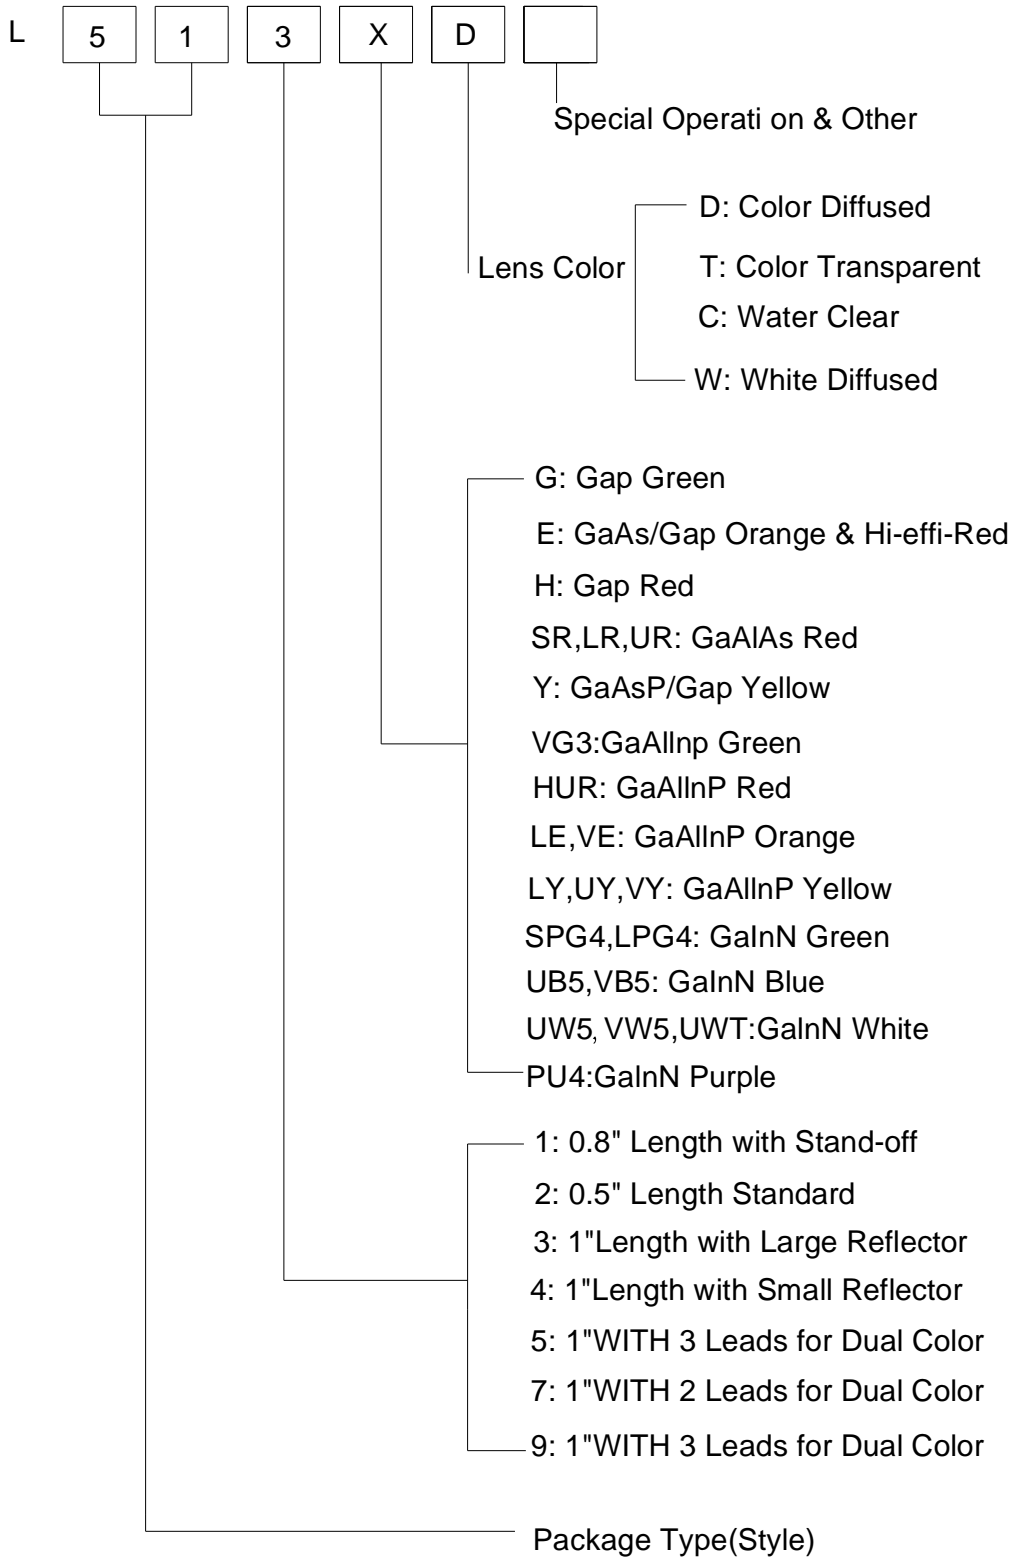 L 5 1 3 X D
Special Operati on & Other
D: Color Diffused
Lens Color
T: Color Transparent
C: Water Clear
W: White Diffused
G: Gap Green
E: GaAs/Gap Orange & Hi-effi-Red
H: Gap Red
SR,LR,UR: GaAlAs Red
Y: GaAsP/Gap Yellow
VG3:GaAlInp Green
HUR: GaAlInP Red
LE,VE: GaAlInP Orange
LY,UY,VY: GaAlInP Yellow
SPG4,LPG4: GaInN Green
UB5,VB5: GaInN Blue
UW5, VW5,UWT:GaInN White
PU4:GaInN Purple
1: 0.8" Length with Stand-off
2: 0.5" Length Standard
3: 1"Length with Large Reflector
4: 1"Length with Small Reflector
5: 1"WITH 3 Leads for Dual Color
7: 1"WITH 2 Leads for Dual Color
9: 1"WITH 3 Leads for Dual Color
Package Type(Style)